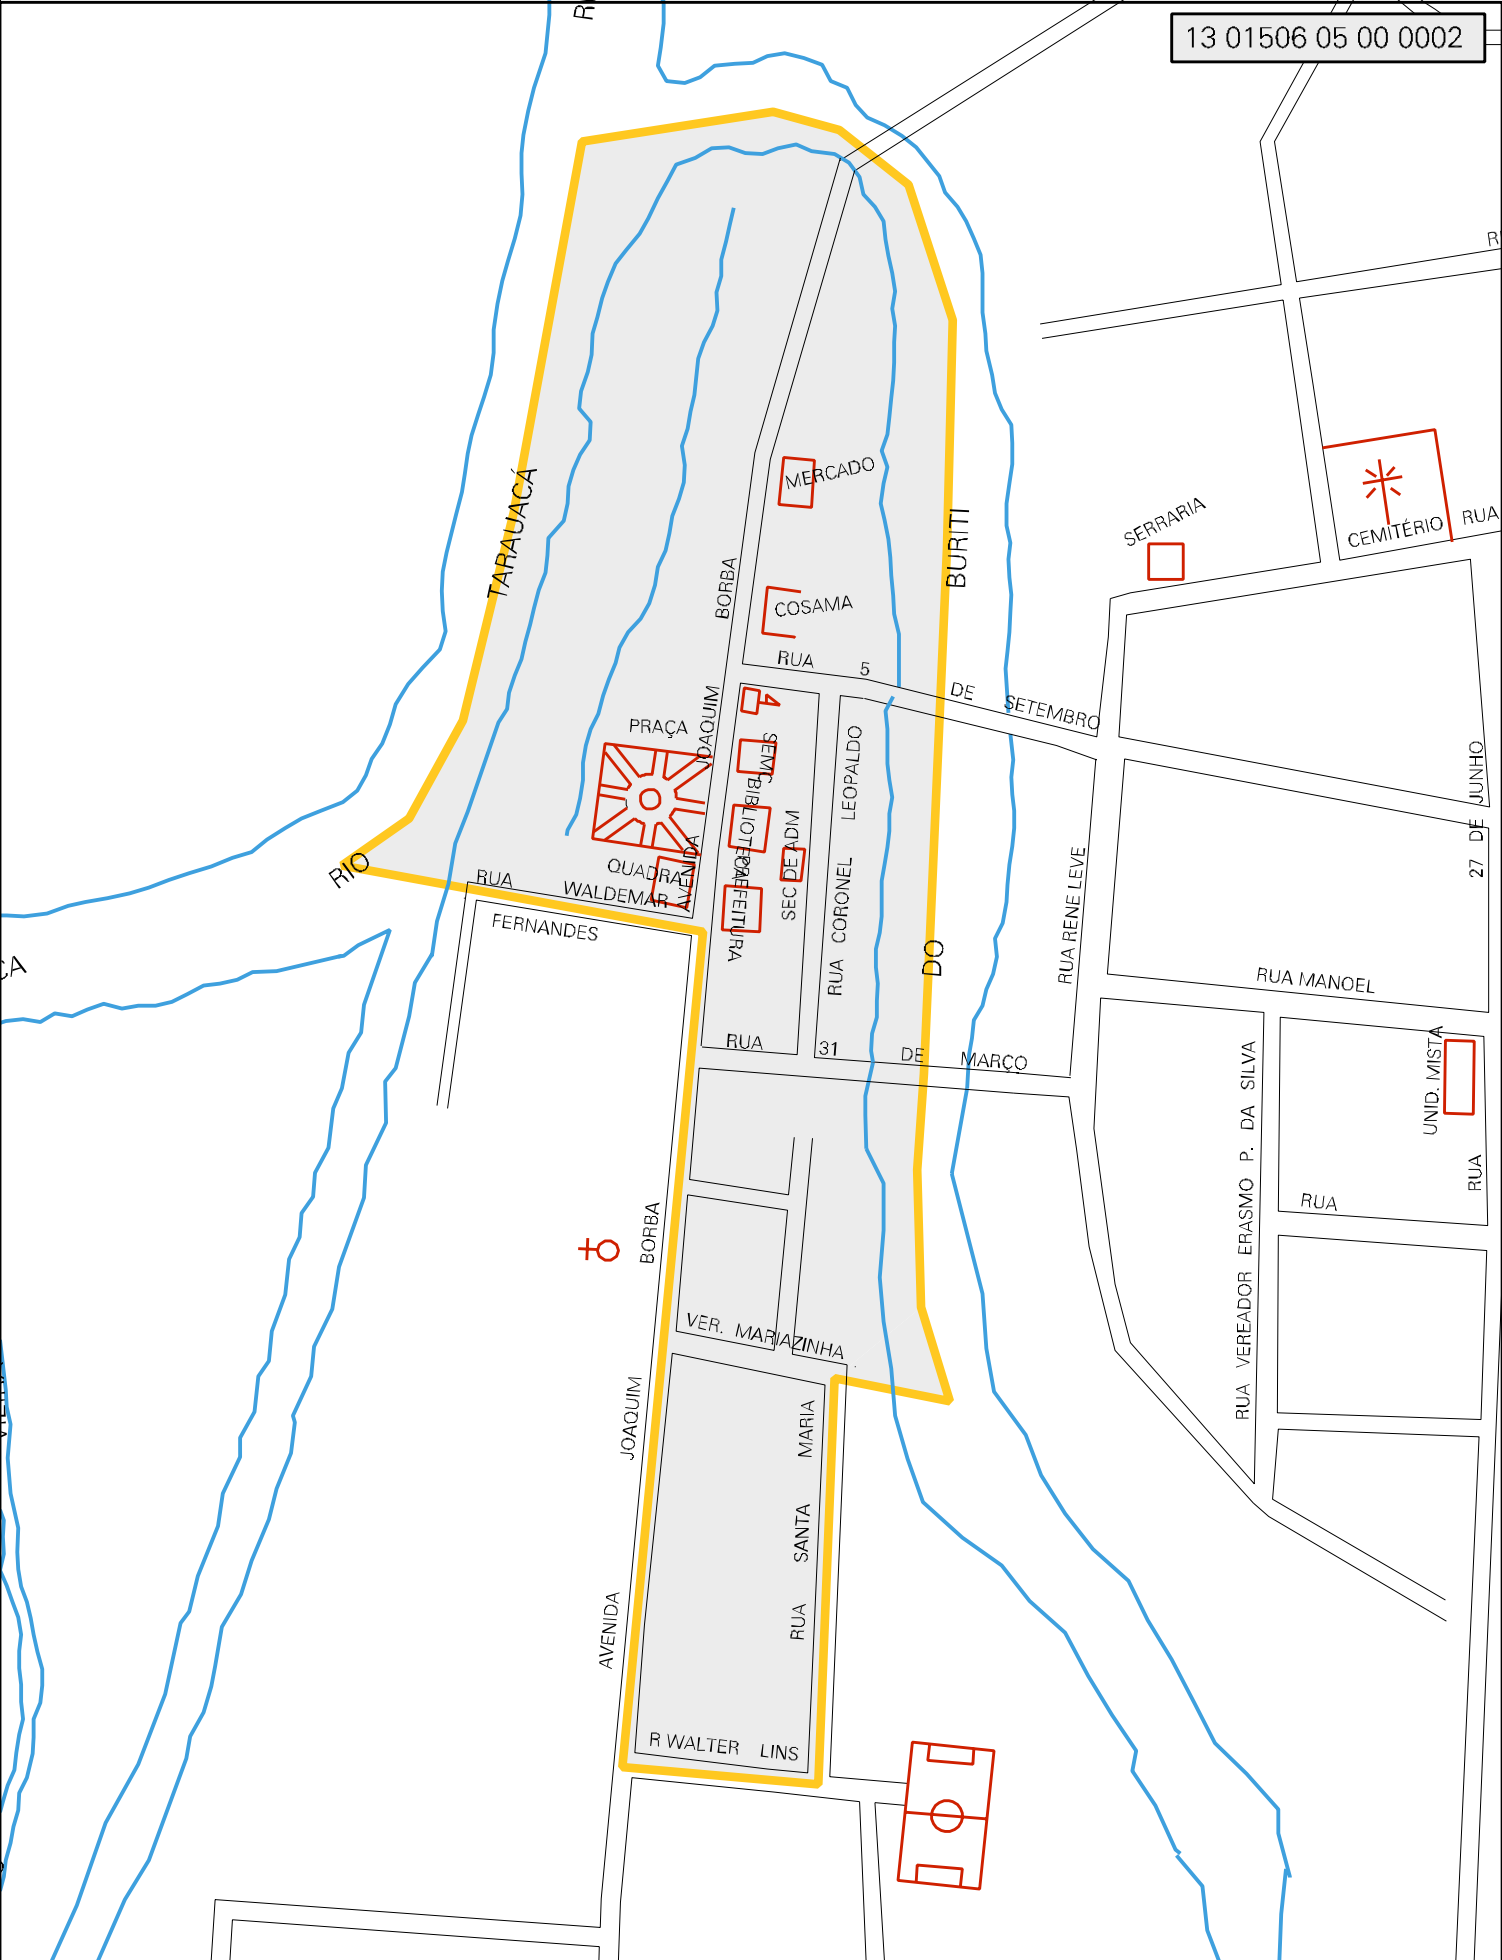 13 01506 05 00 0002
MERCADO
SERRARIA
CEMITÉRIO
RUA
TARAUACÁ
BURITI
BORBA
COSAMA
RUA 5 DE SETEMBRO
PRAÇA
JOAQUIM
SEMC
BIBLIOTECA
LEOPALDO
27 DE JUNHO
SEC DE ADM
QUADRA
AVENIDA
PREFEITURA
RIO
RUA WALDEMAR
FERNANDES
RUA CORONEL
DO
RUA RENE LEVE
RUA MANOEL
RUA 31 DE MARÇO
UNID. MISTA
RUA VEREADOR ERASMO P. DA SILVA
RUA
RUA
BORBA
VER. MARIAZINHA
JOAQUIM
RUA SANTA MARIA
AVENIDA
R WALTER LINS